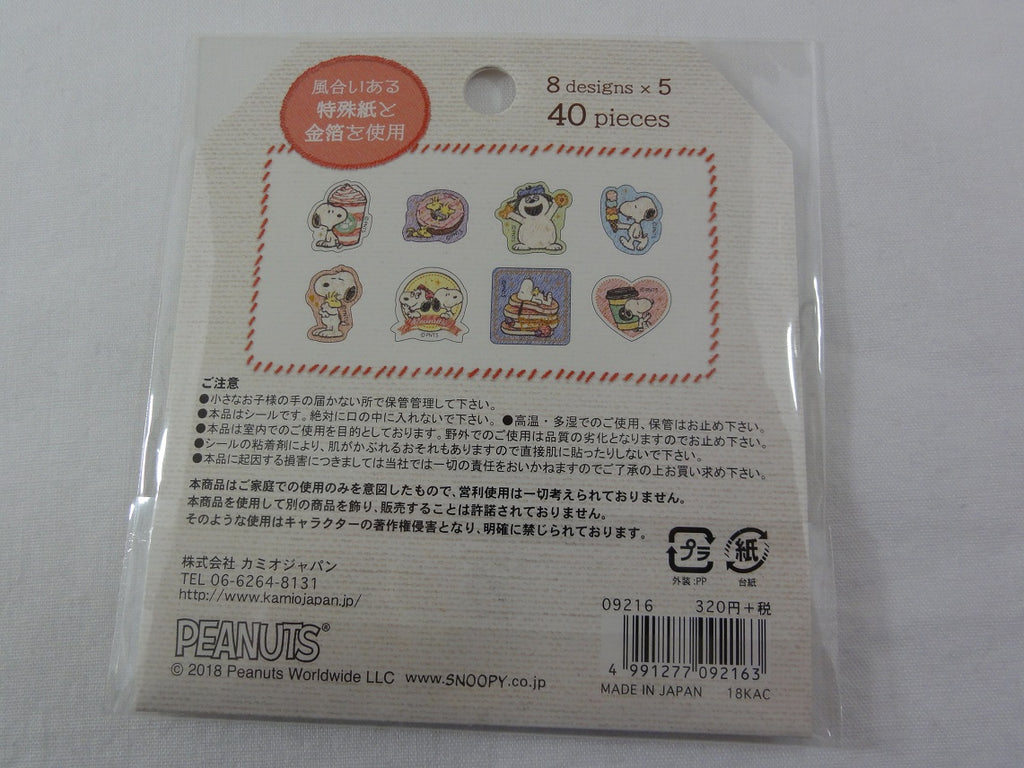 風合いある
特殊紙と
金箔を使用
8 designs × 5
40 pieces
ご注意
●小さなお子様の手の届かない所で保管管理して下さい。
●本品はシールです。絶対に口の中に入れないで下さい。 ●高温・多湿でのご使用、保管はお止め下さい。
●本品は室内でのご使用を目的としております。野外でのご使用は品質の劣化となりますのでお止め下さい。
●シールの粘着剤により、肌がかぶれるおそれもありますので直接肌に貼ったりしないで下さい。
●本品に起因する損害につきましては当社では一切の責任をおいかねますのでご了承の上お買い求め下さい。
本商品はご家庭での使用のみを意図したもので、営利使用は一切考えられておりません。
本商品を使用して別の商品を飾り、販売することは許諾されておりません。
そのような使用はキャラクターの著作権侵害となり、明確に禁じられております。
プラ
外装:PP
紙
台紙
株式会社 カミオジャパン
TEL 06-6264-8131
http://www.kamiojapan.jp/
PEANUTS®
© 2018 Peanuts Worldwide LLC www.SNOOPY.co.jp
09216 320円+税
4 991277 092163
MADE IN JAPAN 18KAC